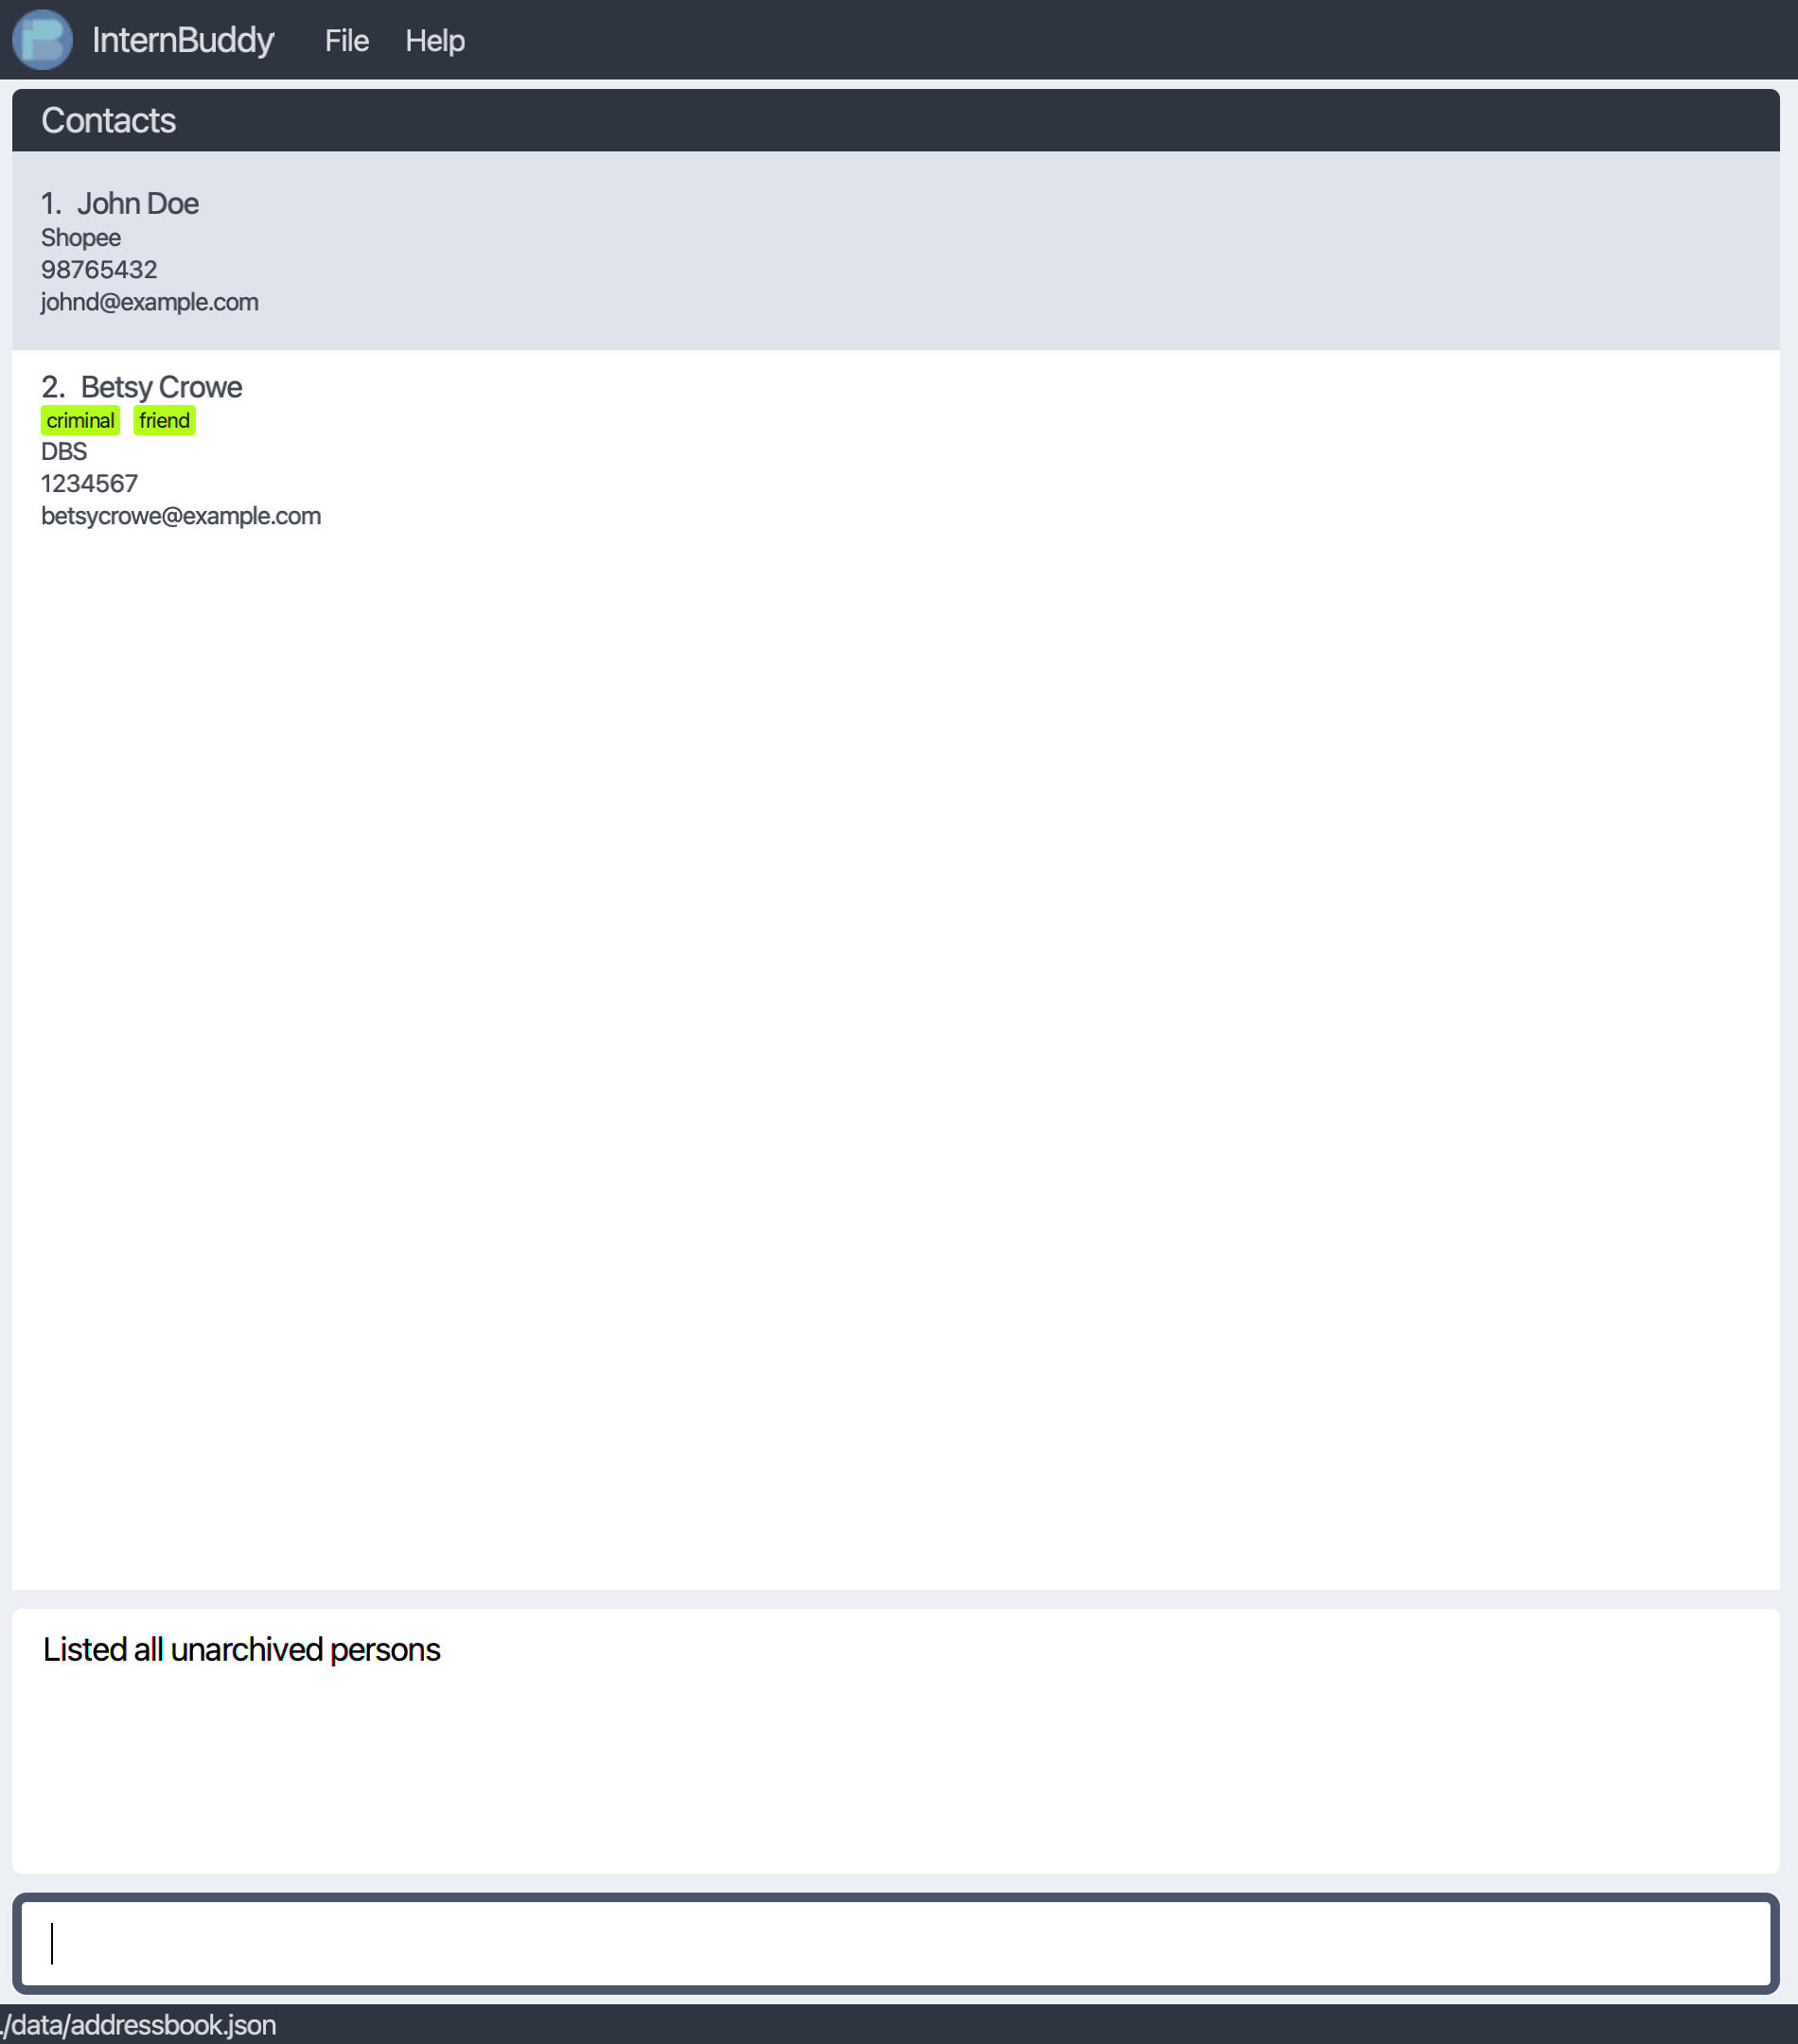 InternBuddy File Help
Contacts
1. John Doe
Shopee
98765432
johnd@example.com
2. Betsy Crowe
criminal friend
DBS
1234567
betsycrowe@example.com
Listed all unarchived persons
./data/addressbook.json